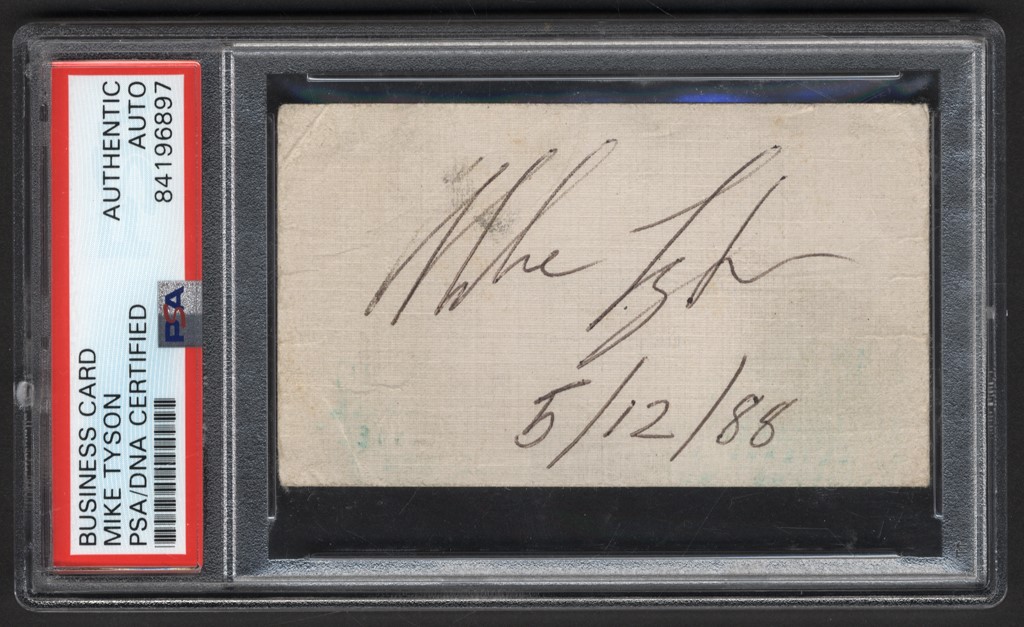 BUSINESS CARD
MIKE TYSON
PSA/DNA CERTIFIED
AUTHENTIC
AUTO
84196897
PSA
Mike Tyson
5/12/88